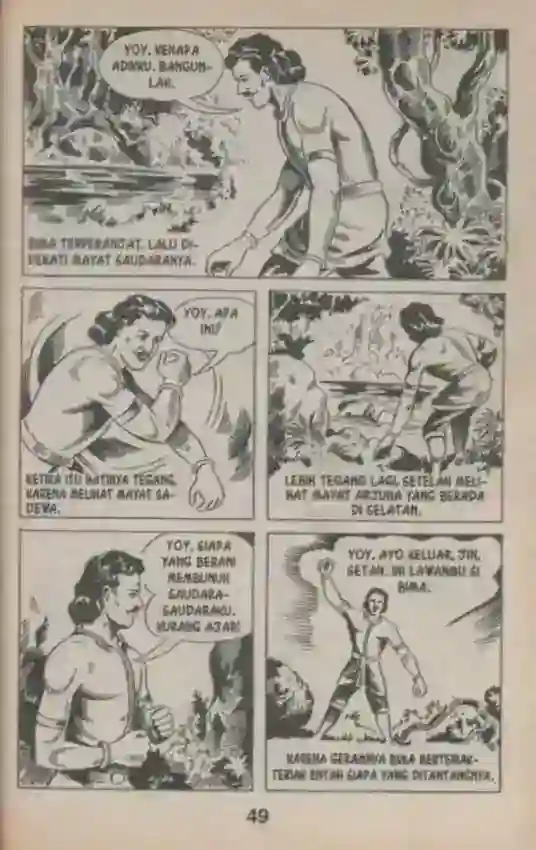 YOY. KENAPA
ADIKKU. BANGUN-
LAH.
BIMA TERPERANJAT. LALU DI-
DEKATI MAYAT SAUDARANYA.
YOY. APA
INI?
KETIKA ITU HATINYA TEGANG.
KARENA MELIHAT MAYAT SA-
DEWA.
LEBIH TEGANG LAGI, SETELAH MELI-
HAT MAYAT ARJUNA YANG BERADA
DI SELATAN.
YOY. SIAPA
YANG BERANI
MEMBUNUH
SAUDARA-
SAUDARAKU.
KURANG AJAR!
YOY. AYO KELUAR, JIN,
SETAN. INI LAWANMU SI
BIMA.
KARENA GERAMNYA BIMA BERTERIAK-
TERIAK ENTAH SIAPA YANG DITANTANGNYA.
49